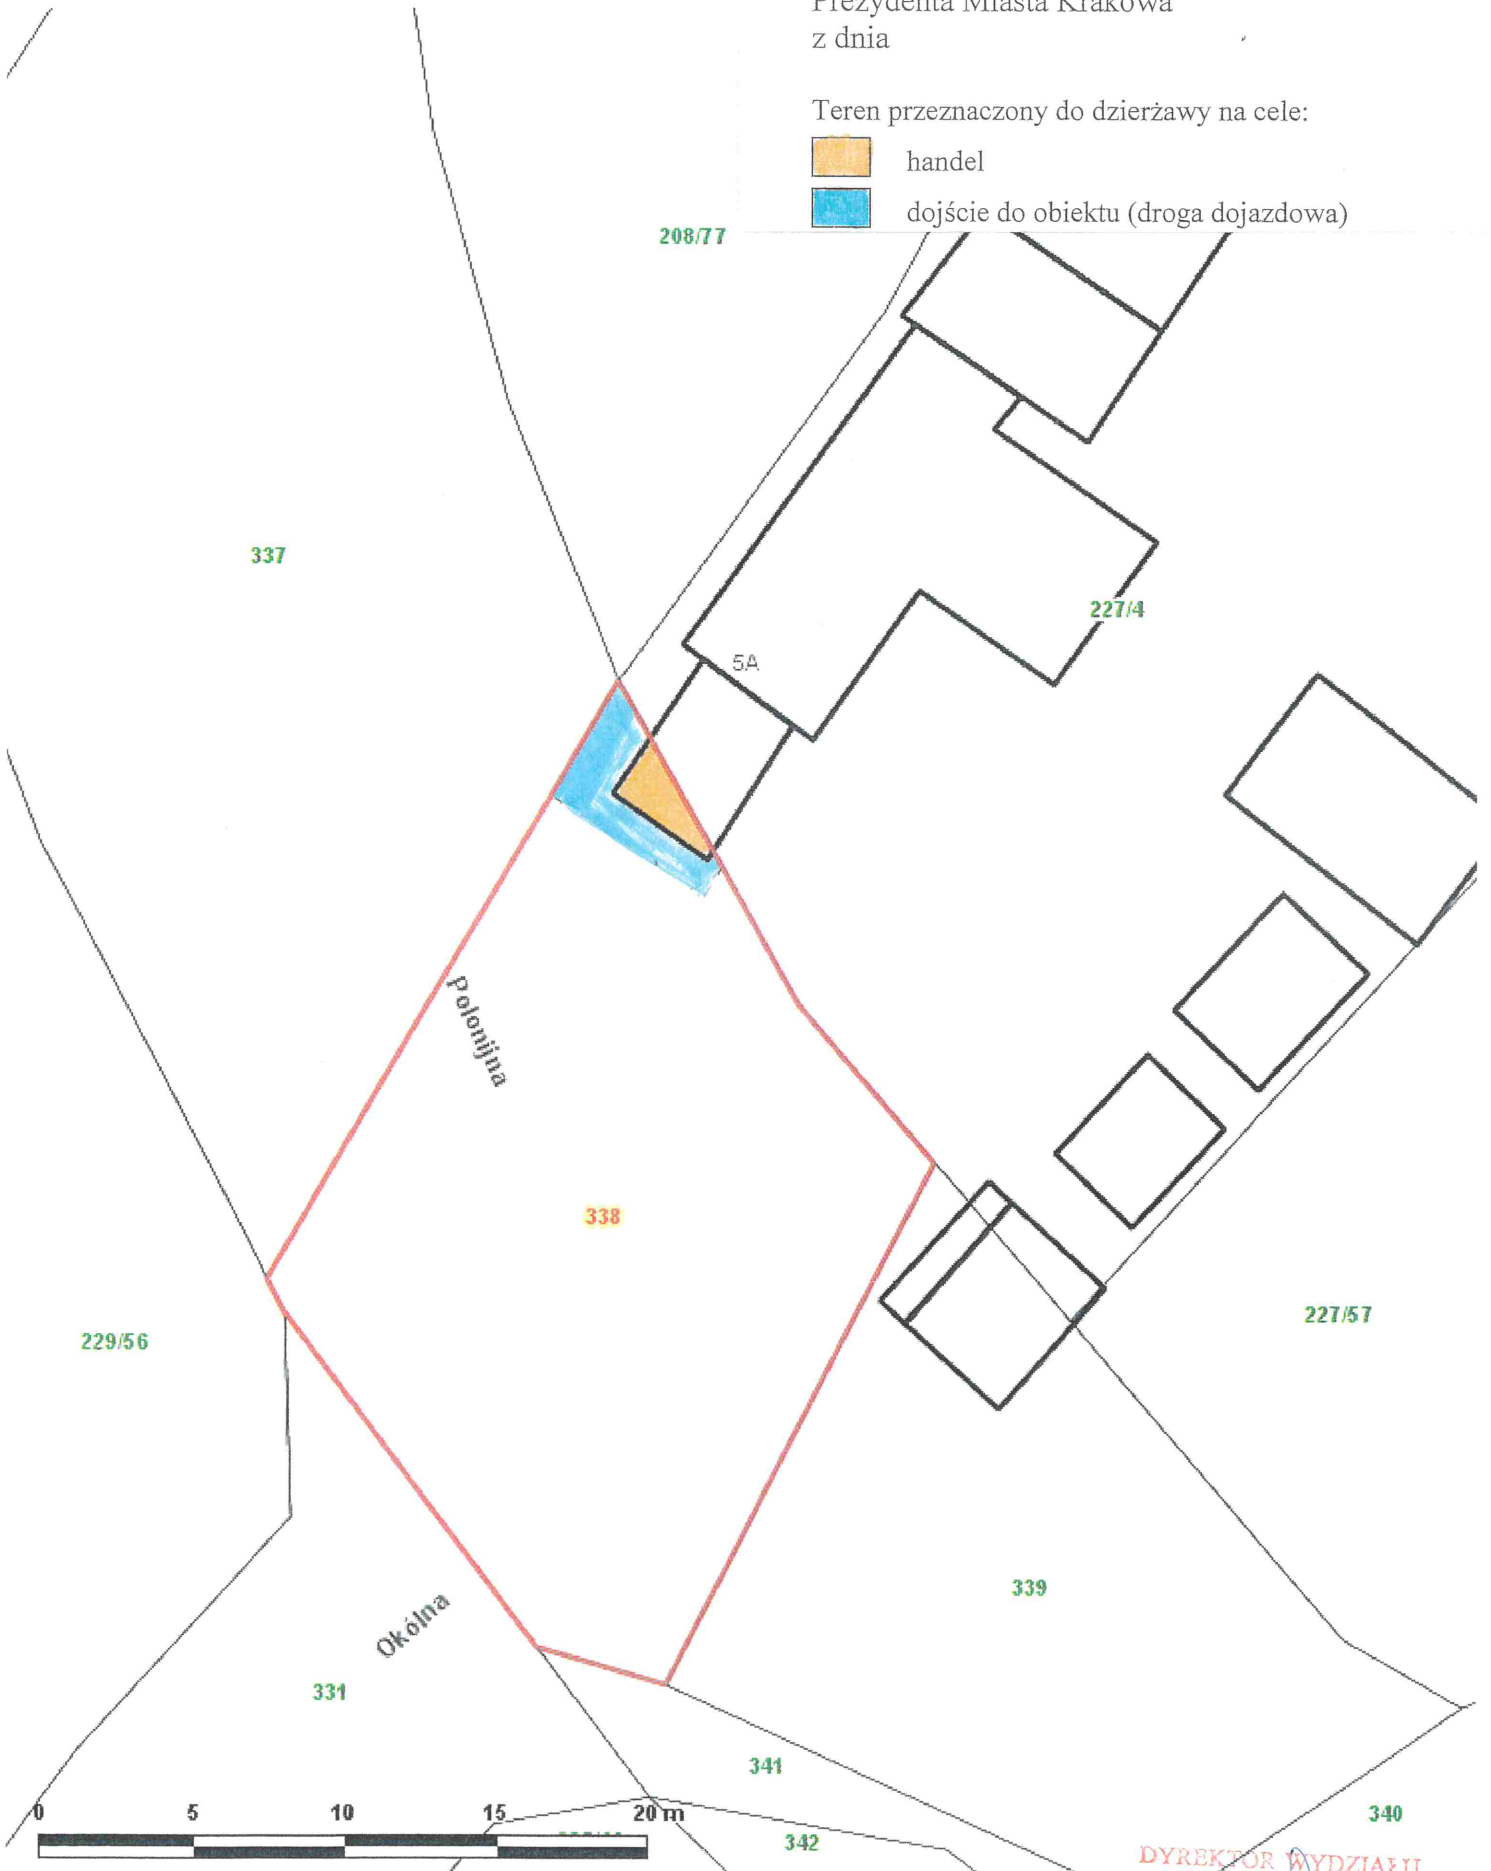 Prezydenta Miasta Krakowa
z dnia
Teren przeznaczony do dzierżawy na cele:
handel
dojście do obiektu (droga dojazdowa)
208/77
337
227/4
5A
Polonijna
338
227/57
229/56
339
Okólna
331
341
0 5 10 15 20 m
340
342
DYREKTOR WYDZIAŁU